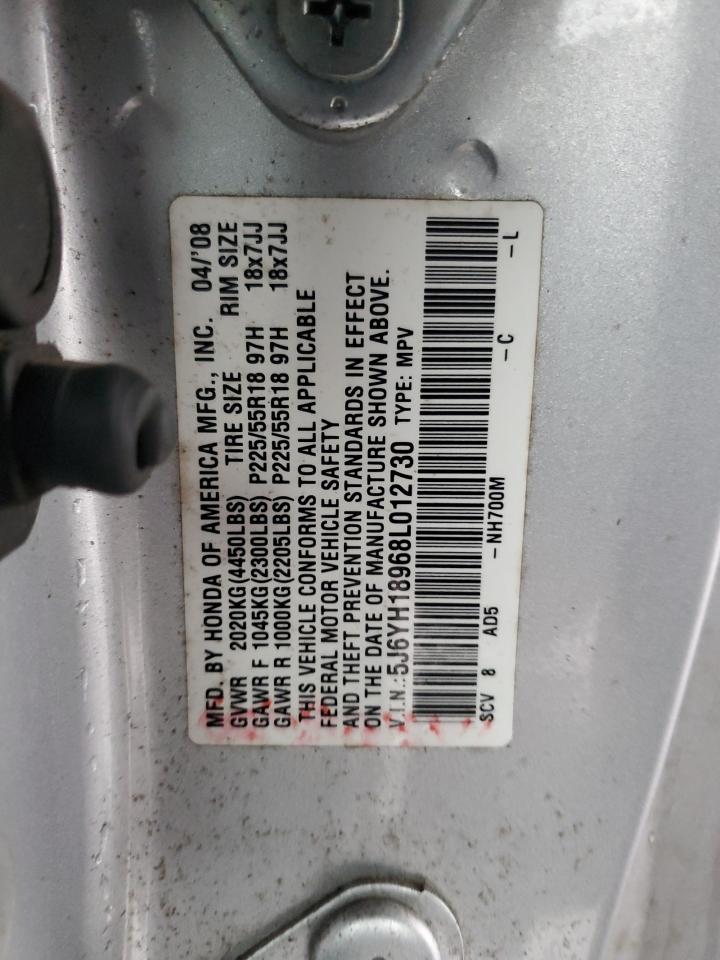 MFD. BY HONDA OF AMERICA MFG., INC. 04/'08
GVWR 2020KG(4450LBS) TIRE SIZE RIM SIZE
GAWR F 1045KG(2300LBS) P225/55R18 97H 18x7JJ
GAWR R 1000KG(2205LBS) P225/55R18 97H 18x7JJ
THIS VEHICLE CONFORMS TO ALL APPLICABLE
FEDERAL MOTOR VEHICLE SAFETY
AND THEFT PREVENTION STANDARDS IN EFFECT
ON THE DATE OF MANUFACTURE SHOWN ABOVE.
V.I.N.: 5J6YH18968L012730 TYPE: MPV
SCV 8 AD5 -NH700M -C -L